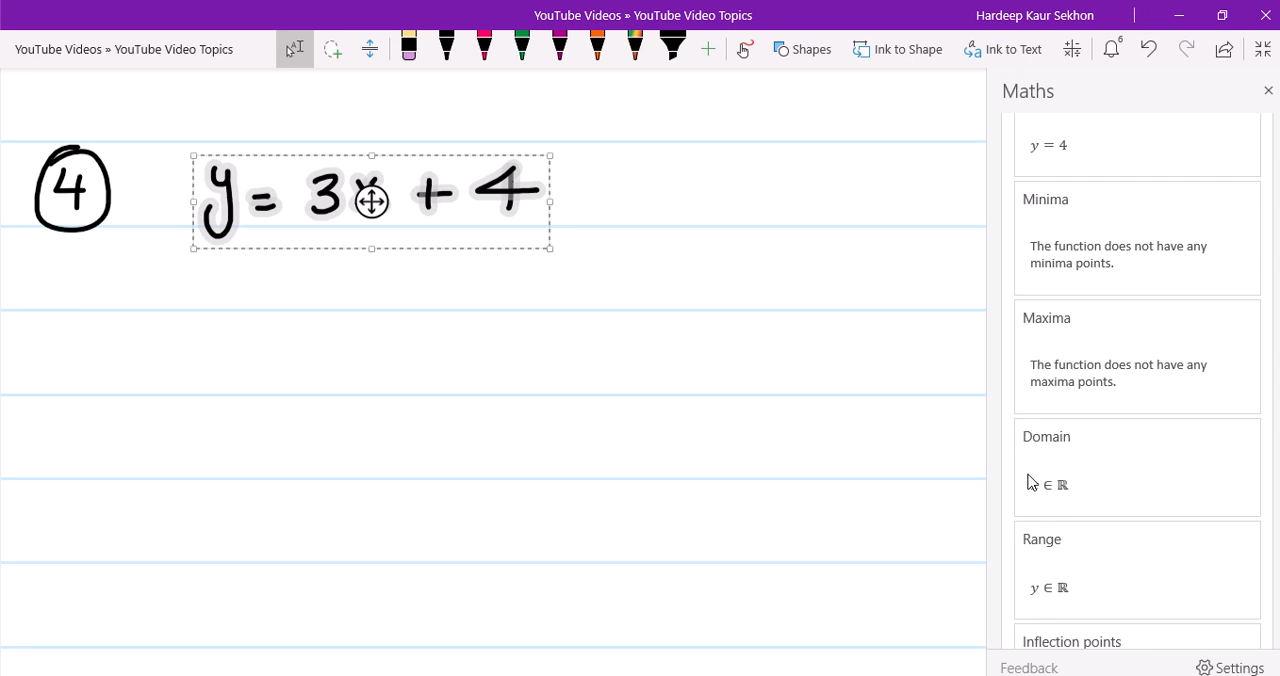 YouTube Videos » YouTube Video Topics
Hardeep Kaur Sekhon
YouTube Videos » YouTube Video Topics
Shapes
Ink to Shape
Ink to Text
6
Maths
④ y = 3x + 4
y = 4
Minima
The function does not have any
minima points.
Maxima
The function does not have any
maxima points.
Domain
∈ ℝ
Range
y ∈ ℝ
Inflection points
Feedback
Settings